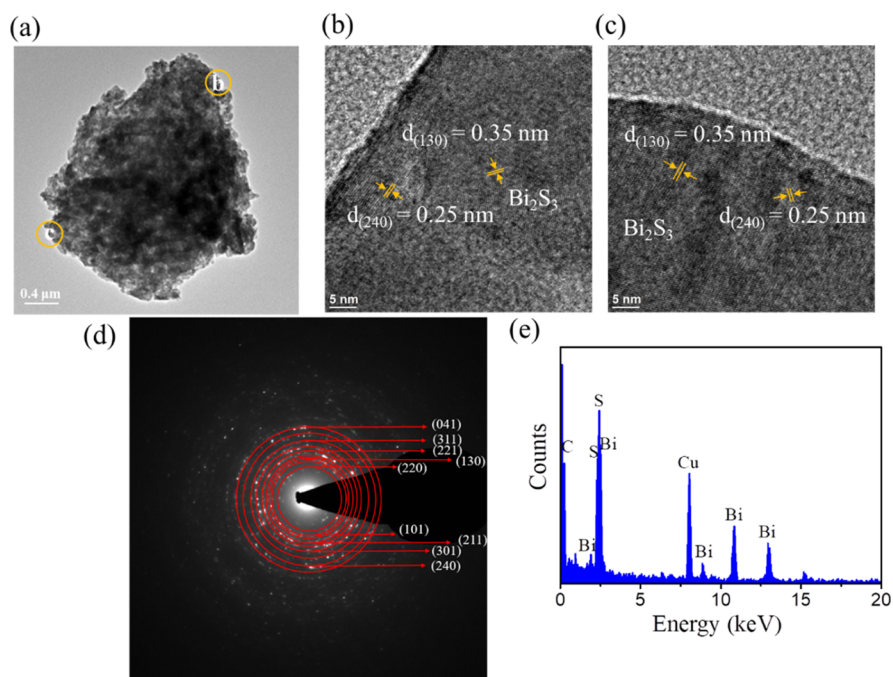 (a)
b
c
0.4 μm
(b)
d(130) = 0.35 nm
Bi2S3
d(240) = 0.25 nm
5 nm
(c)
d(130) = 0.35 nm
d(240) = 0.25 nm
Bi2S3
5 nm
(d)
(041)
(311)
(221)
(130)
(220)
(101)
(211)
(301)
(240)
(e)
Counts
C
Bi
S
S
Bi
Cu
Bi
Bi
Bi
0
5
10
15
20
Energy (keV)